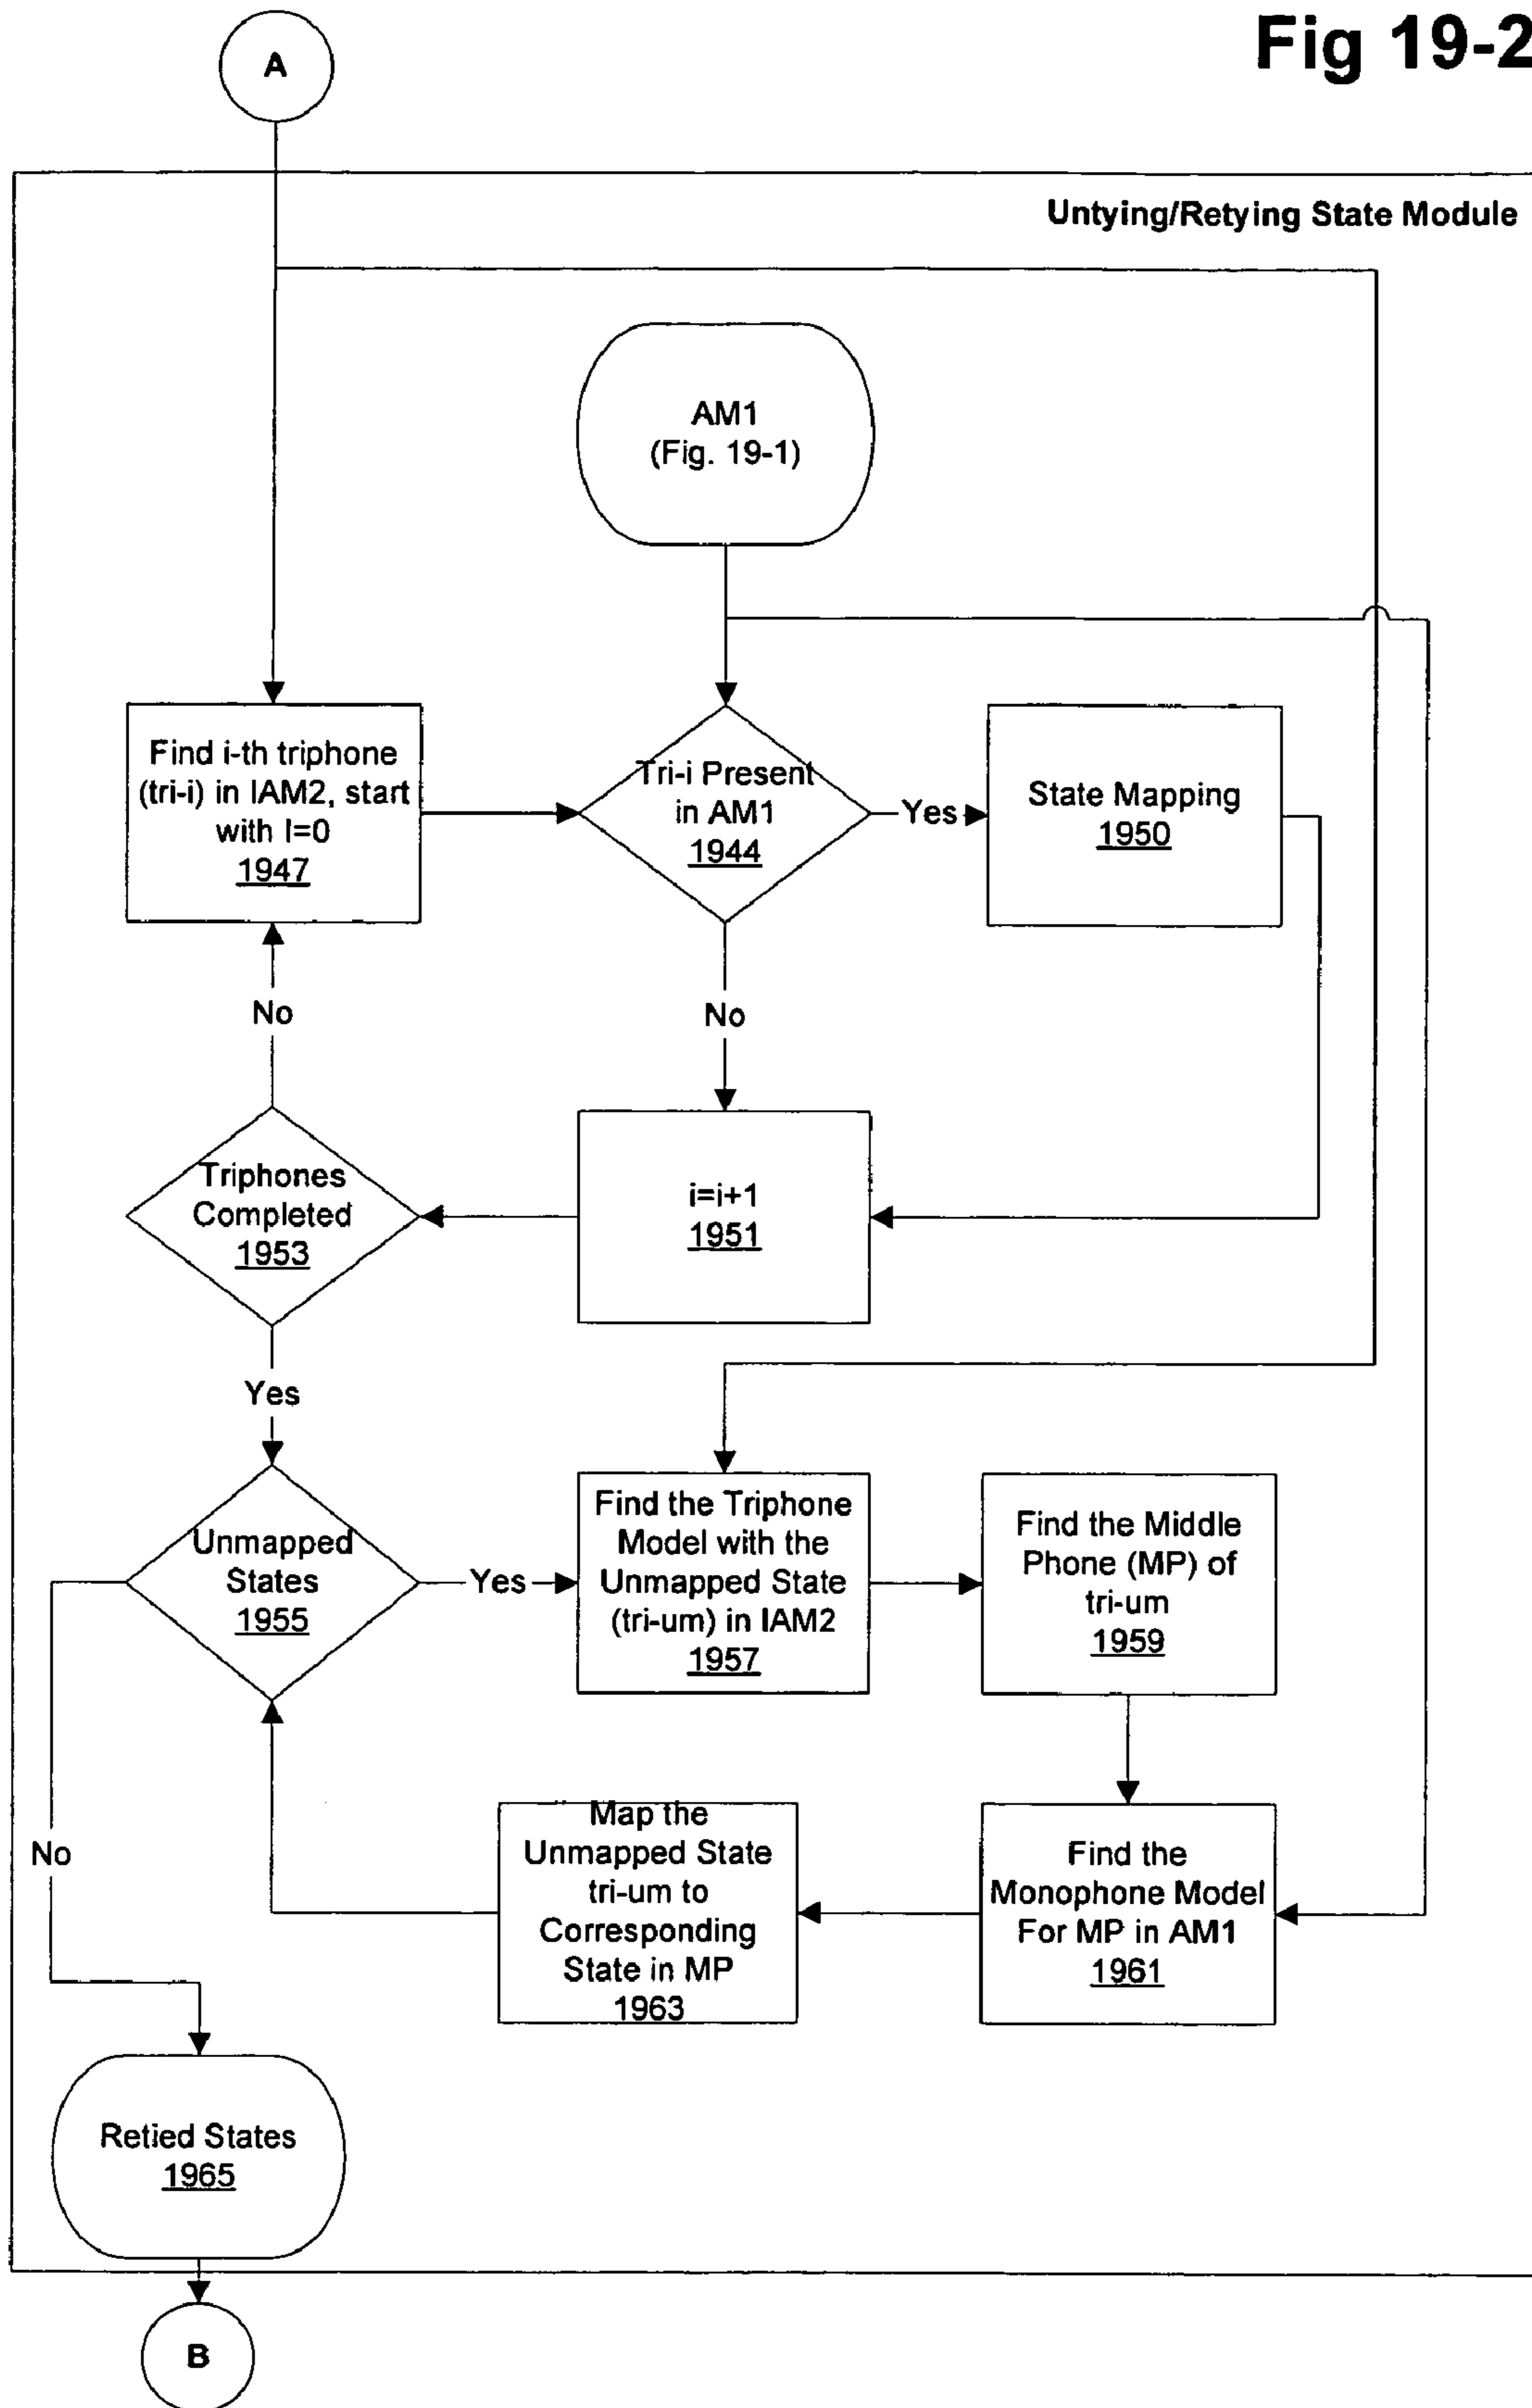 Fig 19-2
A
Untying/Retying State Module
AM1
(Fig. 19-1)
Find i-th triphone
(tri-i) in IAM2, start
with I=0
1947
Tri-i Present
in AM1
1944
Yes
State Mapping
1950
No
No
Triphones
Completed
1953
i=i+1
1951
Yes
Unmapped
States
1955
Yes
Find the Triphone
Model with the
Unmapped State
(tri-um) in IAM2
1957
Find the Middle
Phone (MP) of
tri-um
1959
No
Map the
Unmapped State
tri-um to
Corresponding
State in MP
1963
Find the
Monophone Model
For MP in AM1
1961
Retied States
1965
B